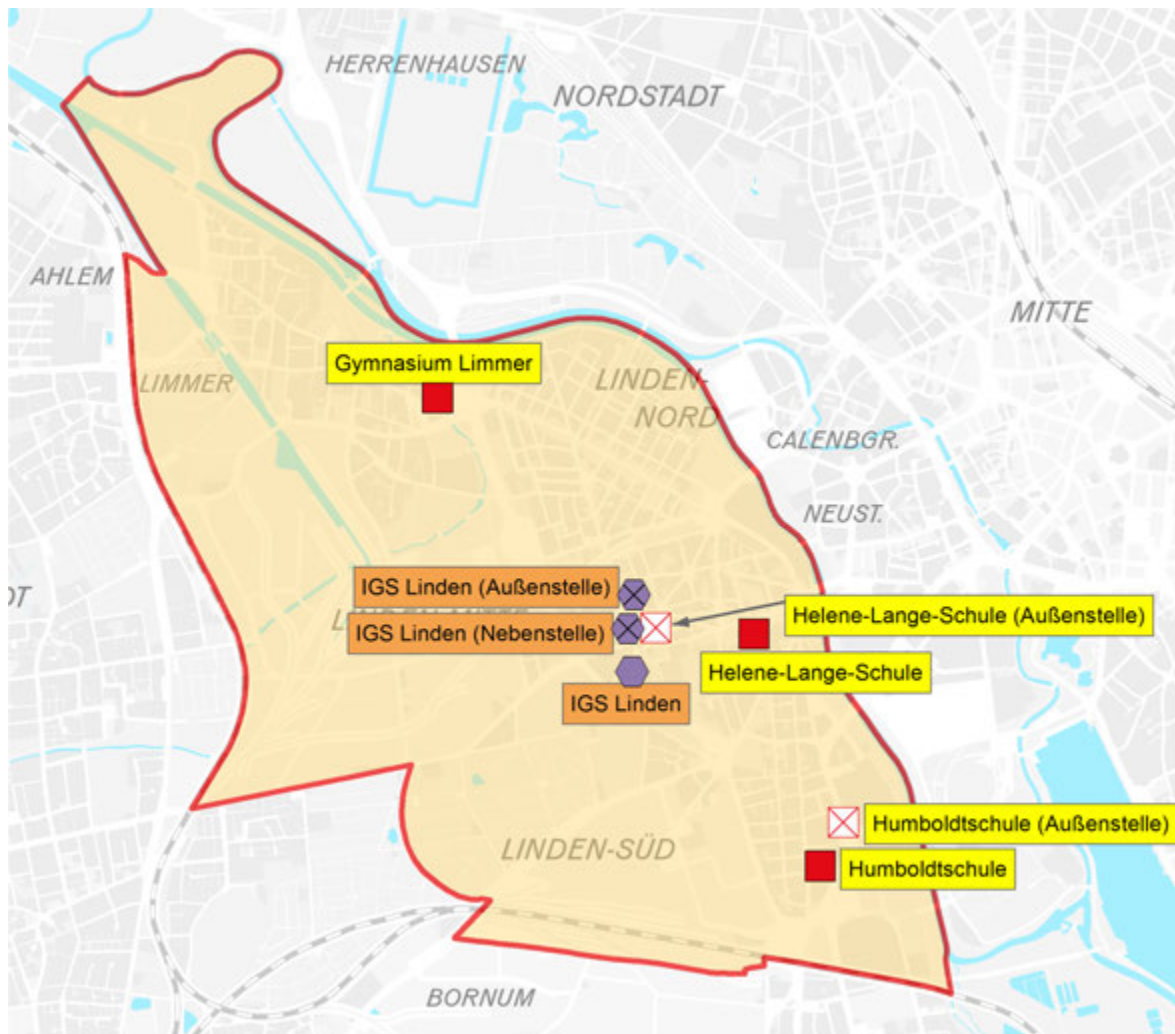 HERRENHAUSEN
NORDSTADT
AHLEM
MITTE
Gymnasium Limmer
LIMMER
LINDEN-
NORD
CALENBGR.
NEUST.
IGS Linden (Außenstelle)
IGS Linden (Nebenstelle)
Helene-Lange-Schule (Außenstelle)
Helene-Lange-Schule
IGS Linden
Humboldtschule (Außenstelle)
LINDEN-SÜD
Humboldtschule
BORNUM